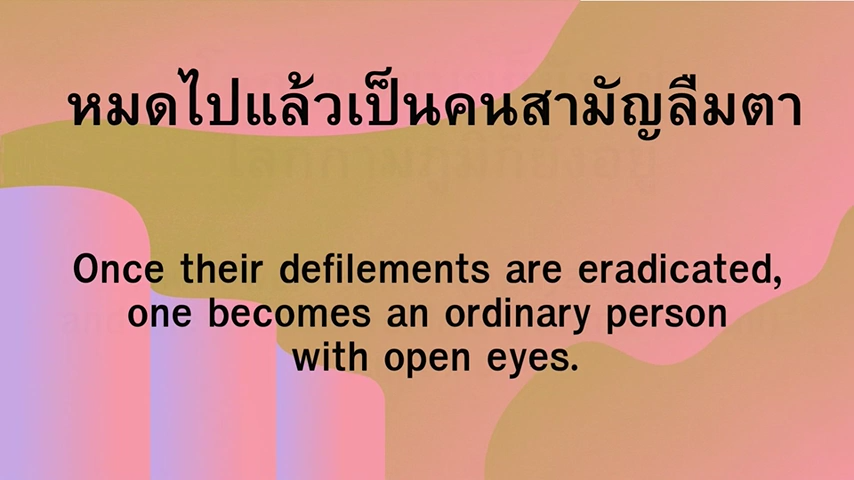 หมดไปแล้วเป็นคนสามัญลืมตา
Once their defilements are eradicated,
one becomes an ordinary person
with open eyes.